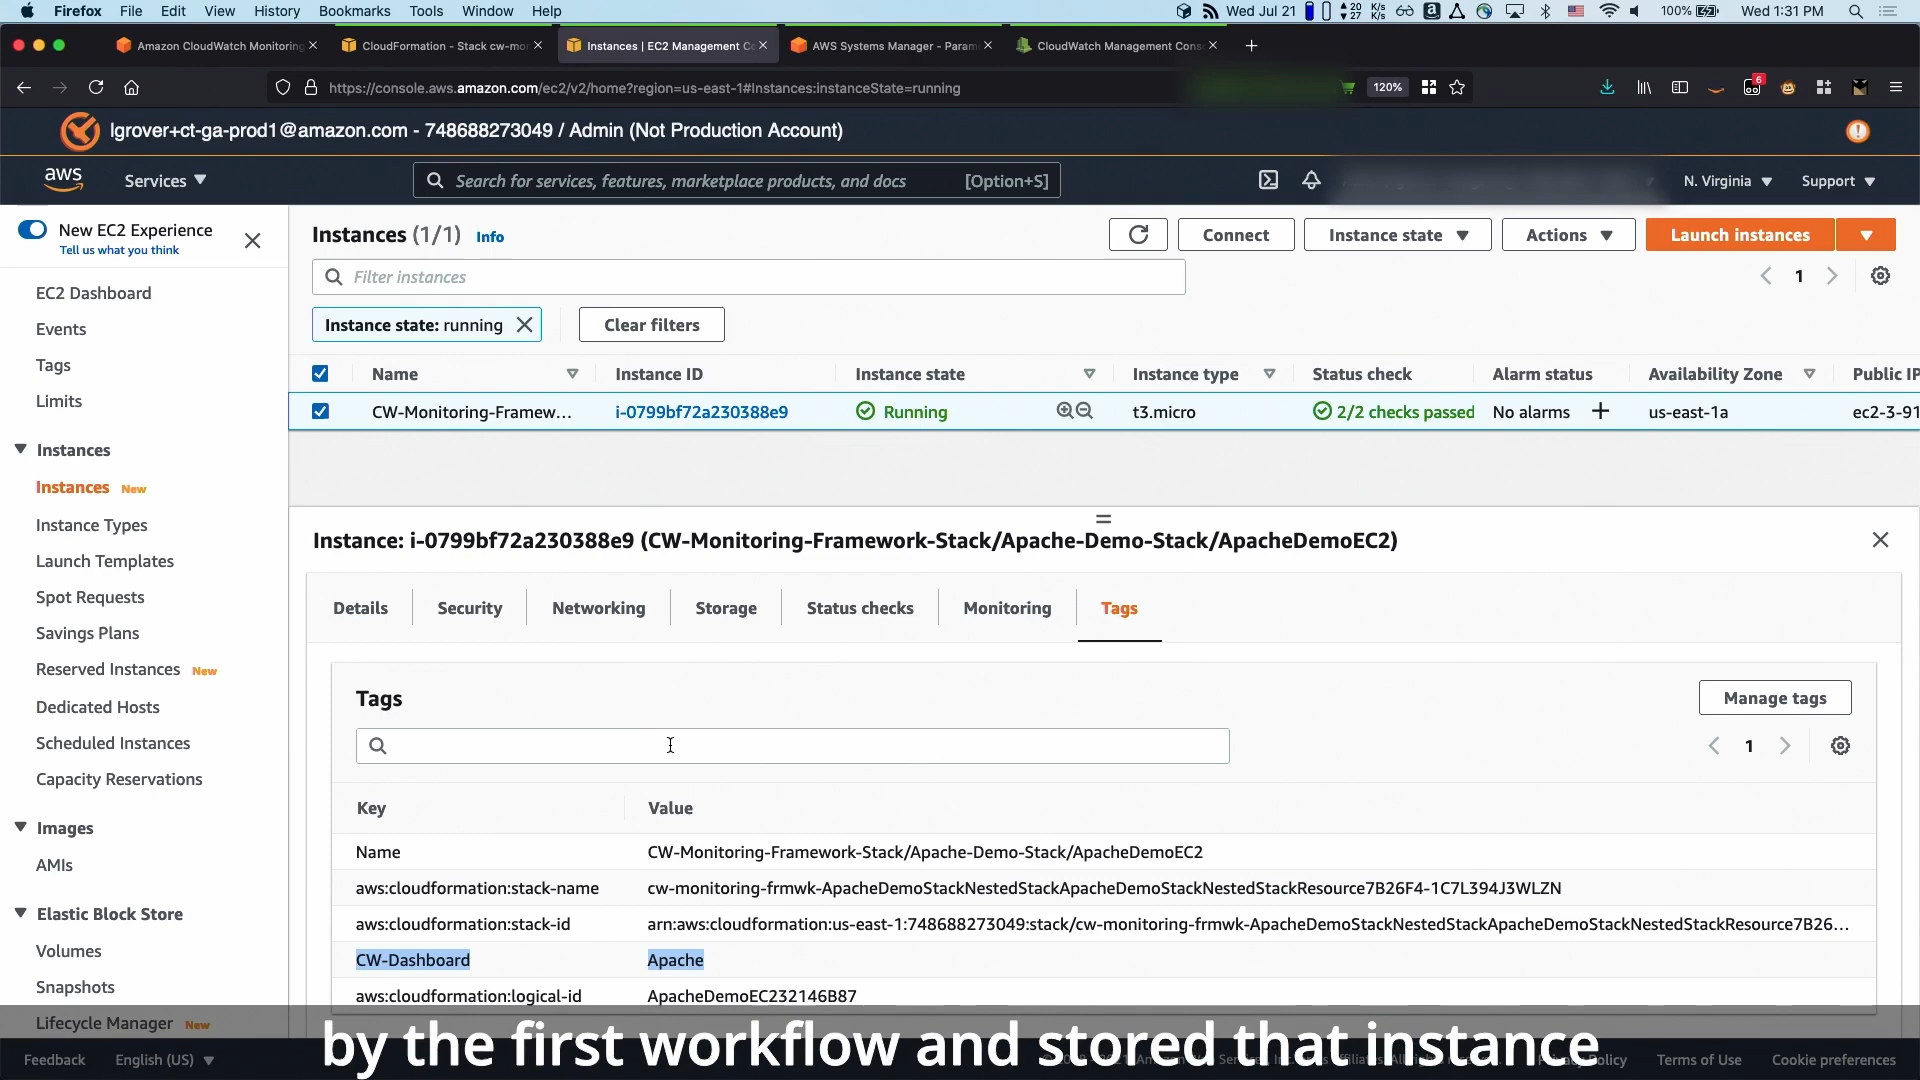 Firefox File Edit View History Bookmarks Tools Window Help Wed Jul 21 20 27 K/s K/s 100% Wed 1:31 PM
Amazon CloudWatch Monitoring
CloudFormation - Stack cw-mo
Instances | EC2 Management Co
AWS Systems Manager - Param
CloudWatch Management Cons
https://console.aws.amazon.com/ec2/v2/home?region=us-east-1#Instances:instanceState=running 120% 6
lgrover+ct-ga-prod1@amazon.com - 748688273049 / Admin (Not Production Account)
aws Services Search for services, features, marketplace products, and docs [Option+S] N. Virginia Support
New EC2 Experience
Tell us what you think
EC2 Dashboard
Events
Tags
Limits
Instances
Instances New
Instance Types
Launch Templates
Spot Requests
Savings Plans
Reserved Instances New
Dedicated Hosts
Scheduled Instances
Capacity Reservations
Images
AMIs
Elastic Block Store
Volumes
Snapshots
Lifecycle Manager New
Instances (1/1) Info
Connect Instance state Actions Launch instances
Filter instances
1
Instance state: running Clear filters
Name Instance ID Instance state Instance type Status check Alarm status Availability Zone Public IP
CW-Monitoring-Framew... i-0799bf72a230388e9 Running t3.micro 2/2 checks passed No alarms us-east-1a ec2-3-91
Instance: i-0799bf72a230388e9 (CW-Monitoring-Framework-Stack/Apache-Demo-Stack/ApacheDemoEC2)
Details Security Networking Storage Status checks Monitoring Tags
Tags
Manage tags
1
Key Value
Name CW-Monitoring-Framework-Stack/Apache-Demo-Stack/ApacheDemoEC2
aws:cloudformation:stack-name cw-monitoring-frmwk-ApacheDemoStackNestedStackApacheDemoStackNestedStackResource7B26F4-1C7L394J3WLZN
aws:cloudformation:stack-id arn:aws:cloudformation:us-east-1:748688273049:stack/cw-monitoring-frmwk-ApacheDemoStackNestedStackApacheDemoStackNestedStackResource7B26...
CW-Dashboard Apache
aws:cloudformation:logical-id ApacheDemoEC232146B87
by the first workflow and stored that instance
Feedback English (US) Policy Terms of Use Cookie preferences